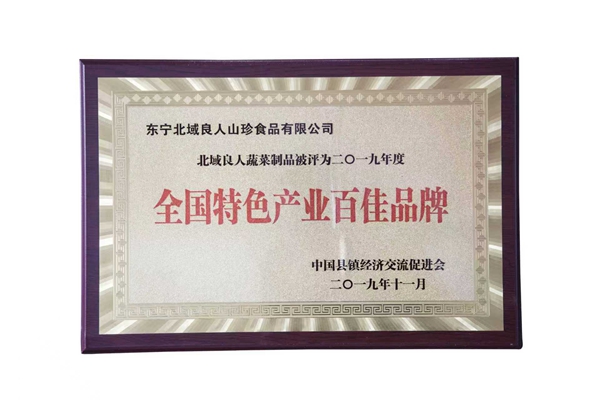 东宁北域良人山珍食品有限公司
北域良人蔬菜制品被评为二〇一九年度
全国特色产业百佳品牌
中国县镇经济交流促进会
二〇一九年十一月